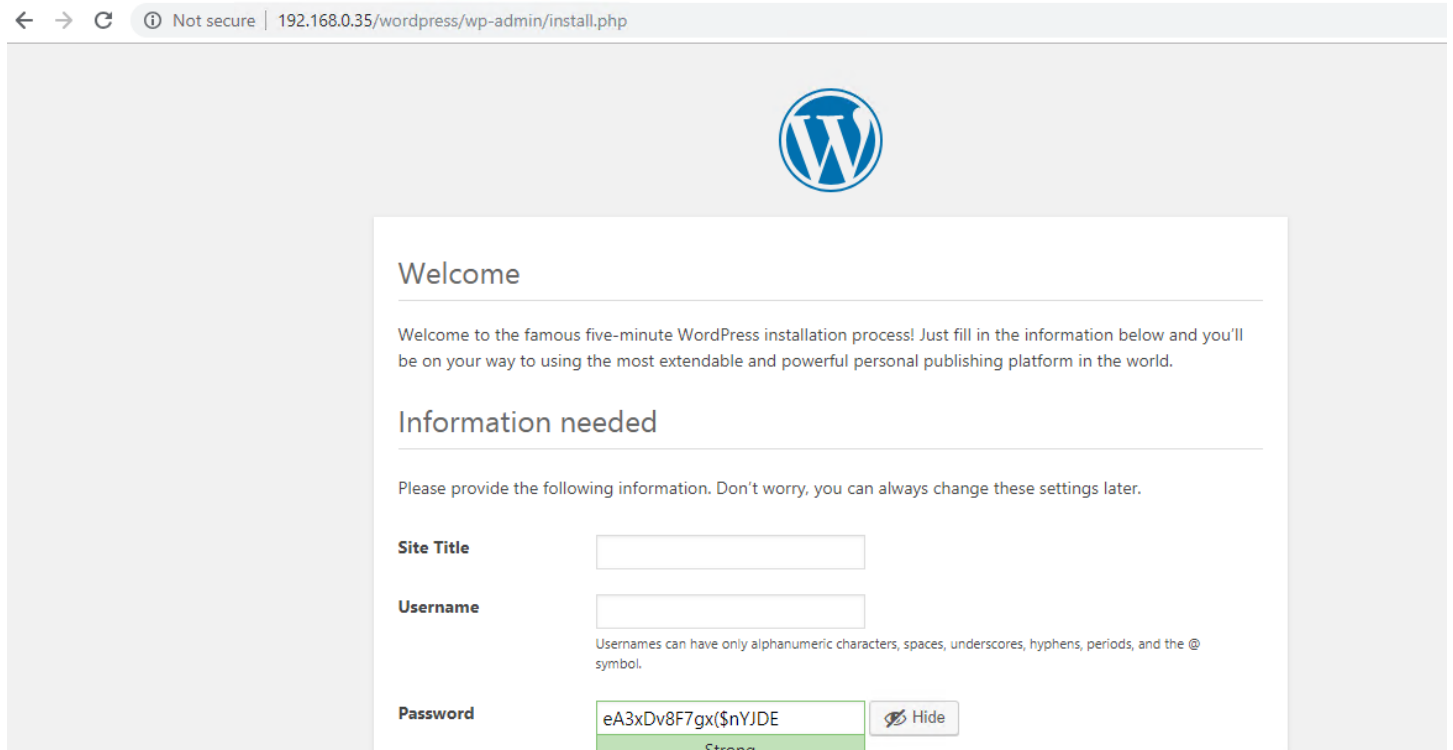 Not secure | 192.168.0.35/wordpress/wp-admin/install.php
Welcome
Welcome to the famous five-minute WordPress installation process! Just fill in the information below and you’ll
be on your way to using the most extendable and powerful personal publishing platform in the world.
Information needed
Please provide the following information. Don’t worry, you can always change these settings later.
Site Title
Username
Usernames can have only alphanumeric characters, spaces, underscores, hyphens, periods, and the @
symbol.
Password eA3xDv8F7gx($nYJDE Hide
Strong